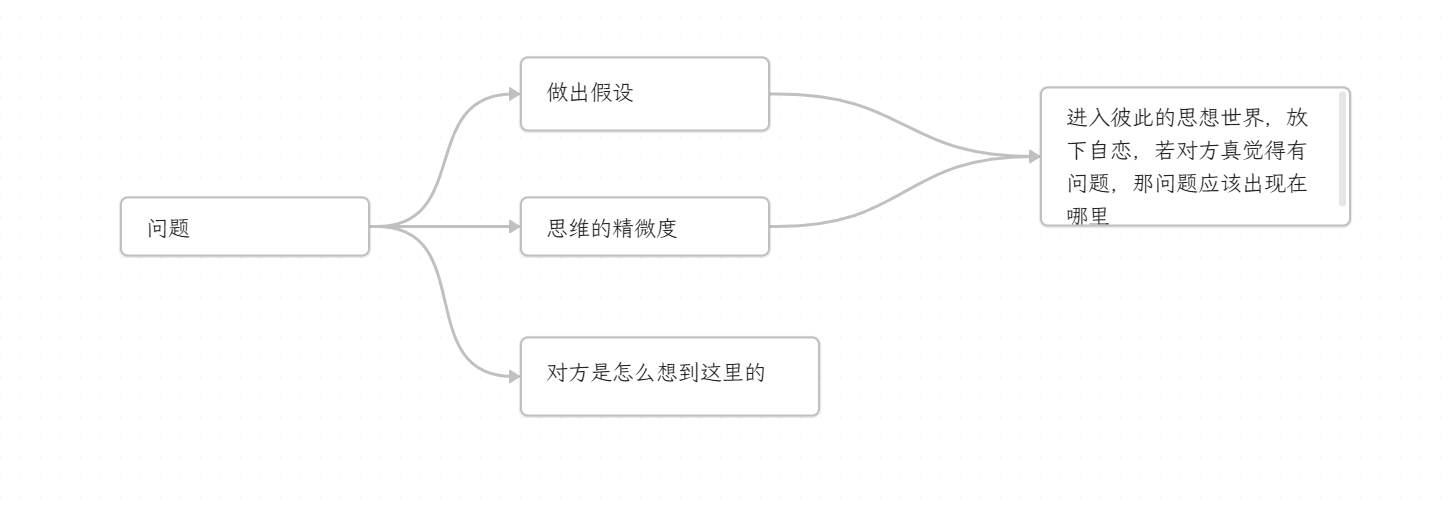 问题
做出假设
思维的精微度
对方是怎么想到这里的
进入彼此的思想世界，放
下自恋，若对方真觉得有
问题，那问题应该出现在
哪里